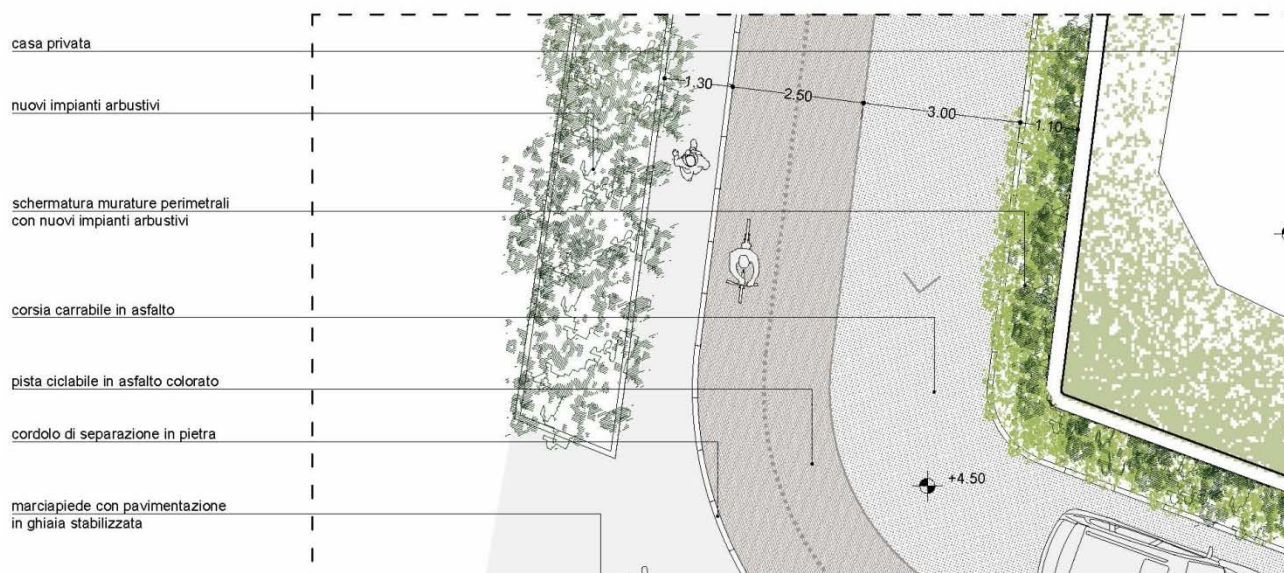 casa privata
nuovi impianti arbustivi
schermatura murature perimetrali
con nuovi impianti arbustivi
corsia carrabile in asfalto
pista ciclabile in asfalto colorato
cordolo di separazione in pietra
marciapiede con pavimentazione
in ghiaia stabilizzata
1.30
2.50
3.00
1.10
+4.50